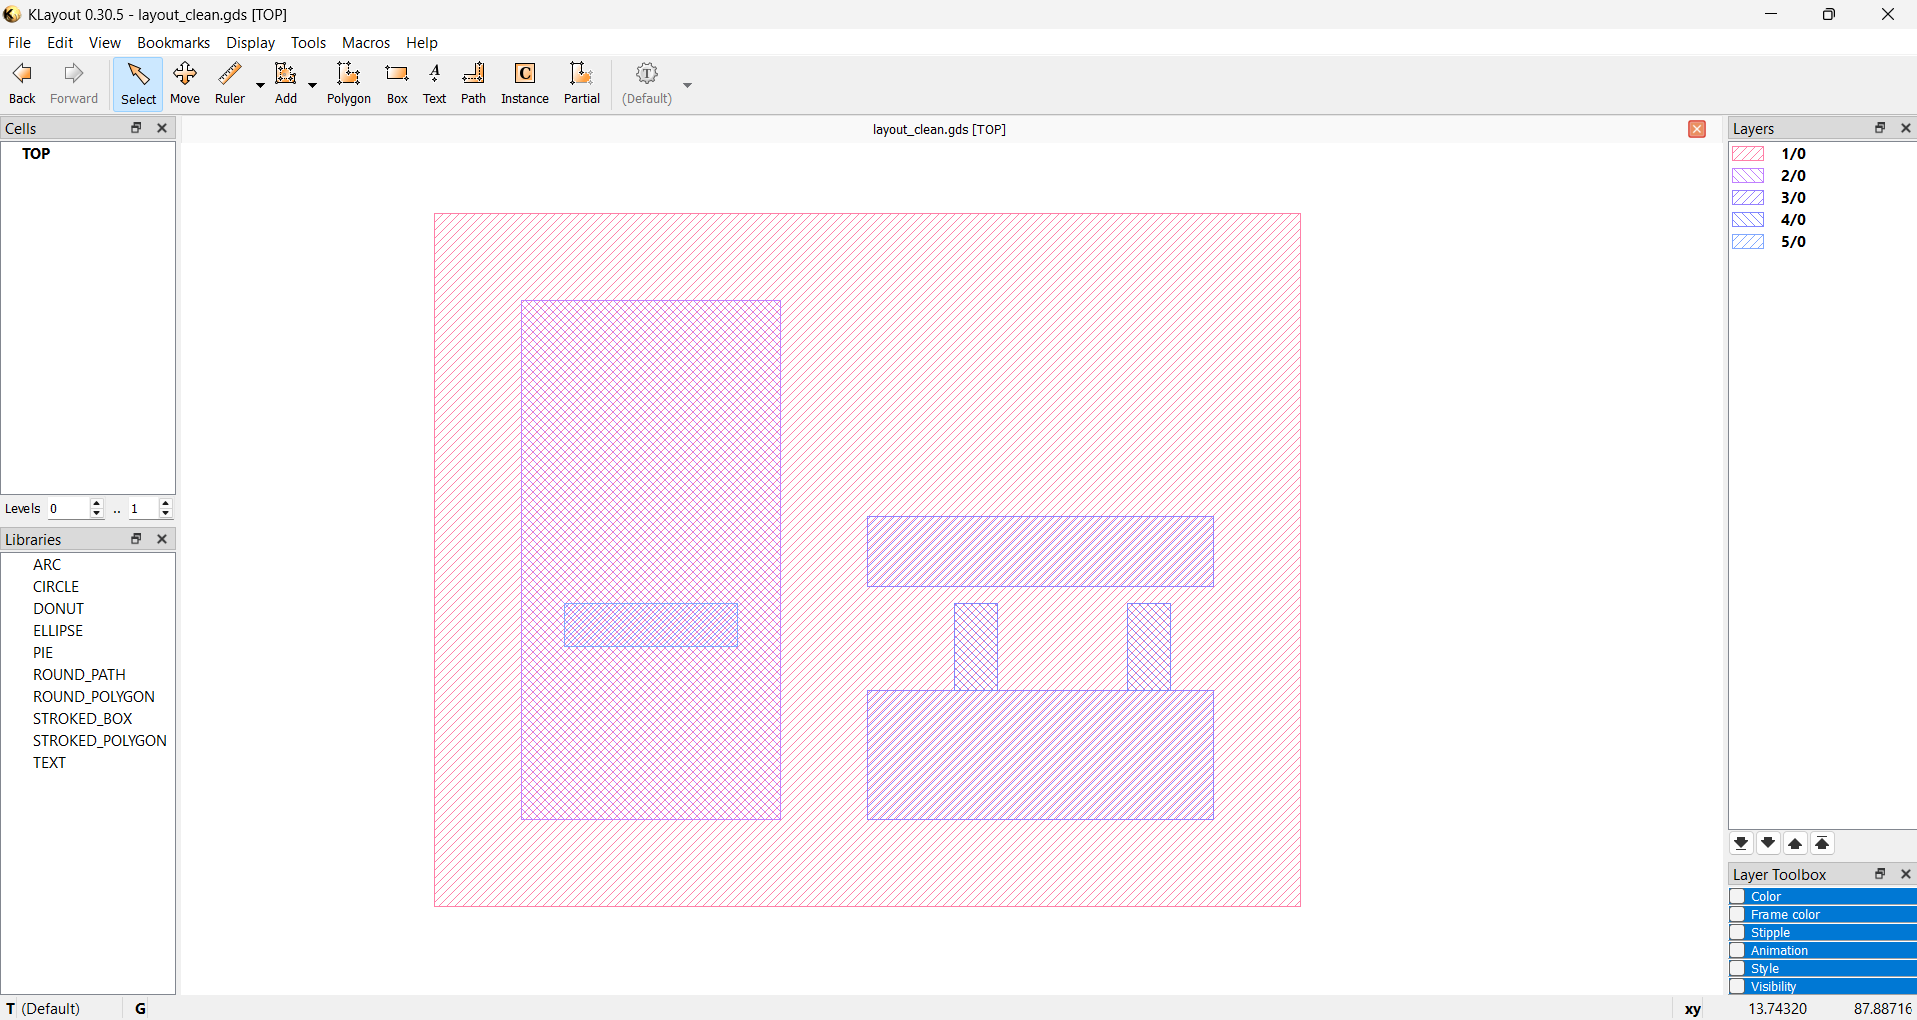 KLayout 0.30.5 - layout_clean.gds [TOP]
File Edit View Bookmarks Display Tools Macros Help
Back Forward Select Move Ruler Add Polygon Box Text Path Instance Partial (Default)
Cells
TOP
Levels 0 .. 1
Libraries
ARC
CIRCLE
DONUT
ELLIPSE
PIE
ROUND_PATH
ROUND_POLYGON
STROKED_BOX
STROKED_POLYGON
TEXT
layout_clean.gds [TOP]
Layers
1/0
2/0
3/0
4/0
5/0
Layer Toolbox
Color
Frame color
Stipple
Animation
Style
Visibility
T (Default) G xy 13.74320 87.88716